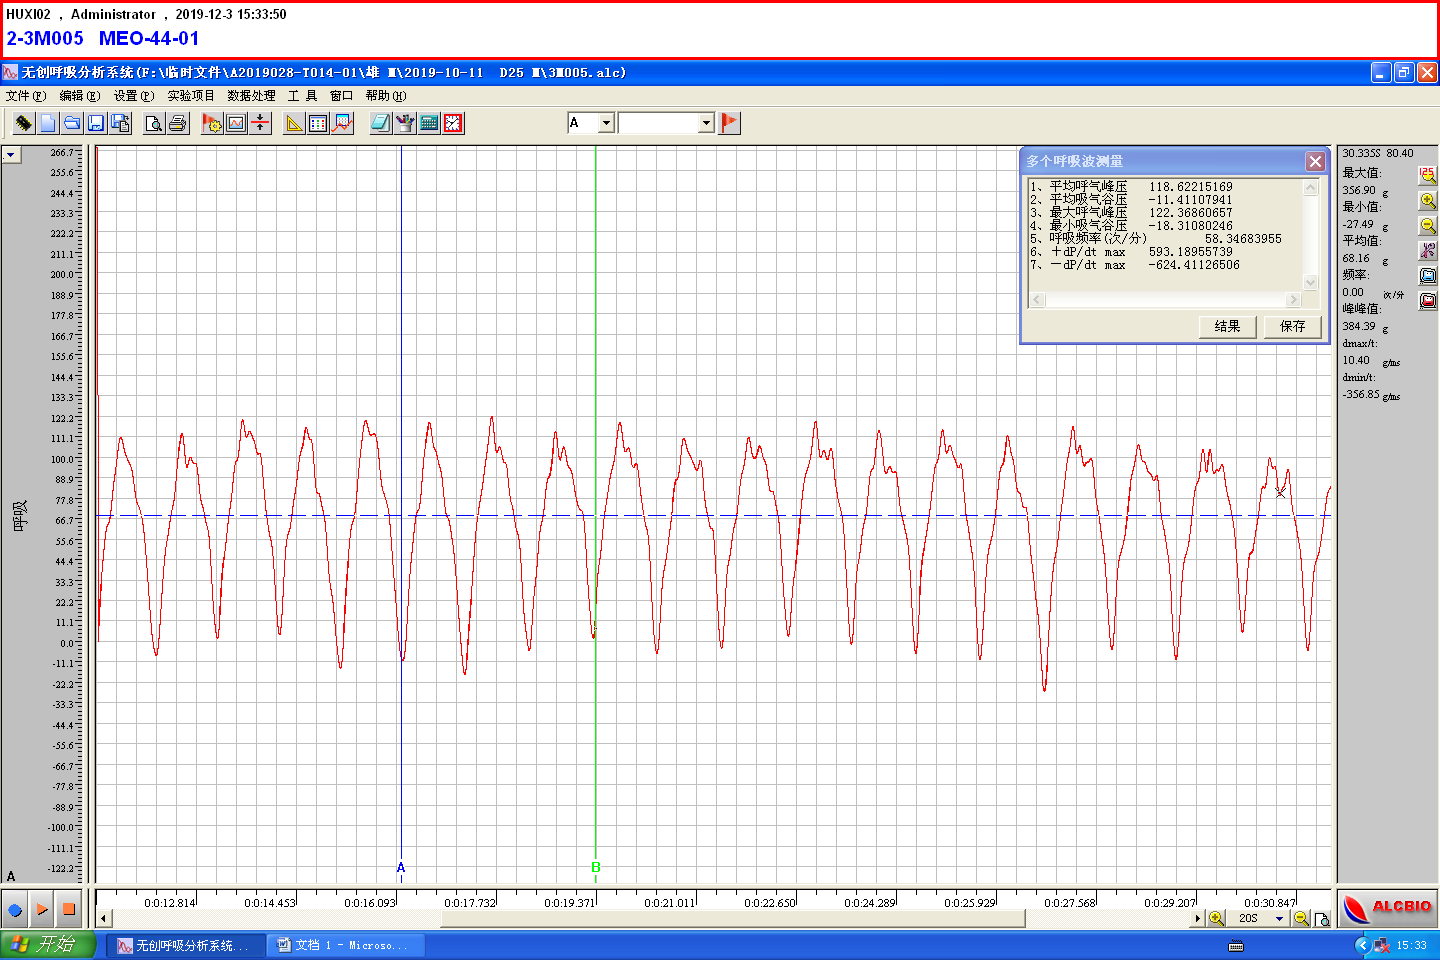 HUXI02 , Administrator , 2019-12-3 15:33:50
2-3M005 MEO-44-01
无创呼吸分析系统(F:\临时文件\A2019028-T014-01\雄 M\2019-10-11 D25 M\3M005.alc)
文件(F) 编辑(E) 设置(P) 实验项目 数据处理 工 具 窗口 帮助(H)
A
266.7
255.6
244.4
233.3
222.2
211.1
200.0
188.9
177.8
166.7
155.6
144.4
133.3
122.2
111.1
100.0
88.9
77.8
66.7
55.6
44.4
33.3
22.2
11.1
0.0
-11.1
-22.2
-33.3
-44.4
-55.6
-66.7
-77.8
-88.9
-100.0
-111.1
-122.2
呼吸
A
A
B
多个呼吸波测量
1、平均呼气峰压 118.62215169
2、平均吸气谷压 -11.41107941
3、最大呼气峰压 122.36860657
4、最小吸气谷压 -18.31080246
5、呼吸频率(次/分) 58.34683955
6、＋dP/dt max 593.18955739
7、－dP/dt max -624.41126506
结果 保存
30.335S 80.40
最大值:
356.90 g
最小值:
-27.49 g
平均值:
68.16 g
频率:
0.00 次/分
峰峰值:
384.39 g
dmax/t:
10.40 g/ms
dmin/t:
-356.85 g/ms
125
0:0:12.814 0:0:14.453 0:0:16.093 0:0:17.732 0:0:19.371 0:0:21.011 0:0:22.650 0:0:24.289 0:0:25.929 0:0:27.568 0:0:29.207 0:0:30.847
20S
ALCBIO
开始 无创呼吸分析系统... 文档 1 - Microso... 15:33